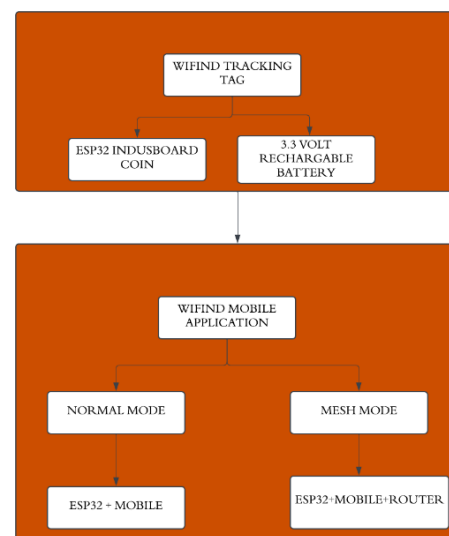 WIFIND TRACKING
TAG
ESP32 INDUSBOARD
COIN
3.3 VOLT
RECHARGABLE
BATTERY
WIFIND MOBILE
APPLICATION
NORMAL MODE
MESH MODE
ESP32 + MOBILE
ESP32+MOBILE+ROUTER